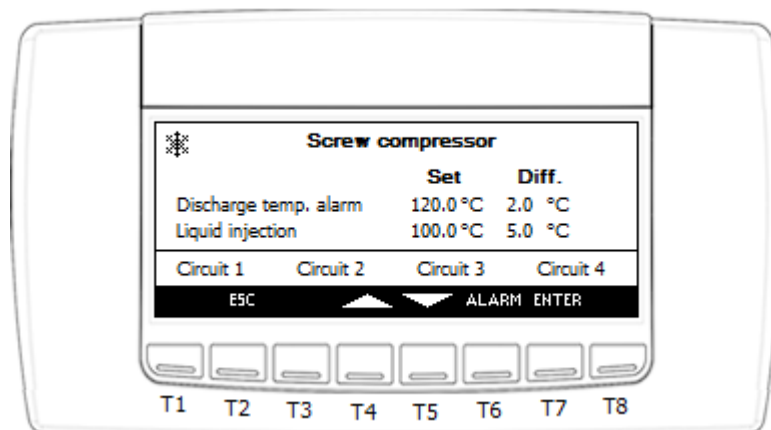 Screw compressor
Set Diff.
Discharge temp. alarm 120.0 °C 2.0 °C
Liquid injection 100.0 °C 5.0 °C
Circuit 1 Circuit 2 Circuit 3 Circuit 4
ESC ALARM ENTER
T1 T2 T3 T4 T5 T6 T7 T8